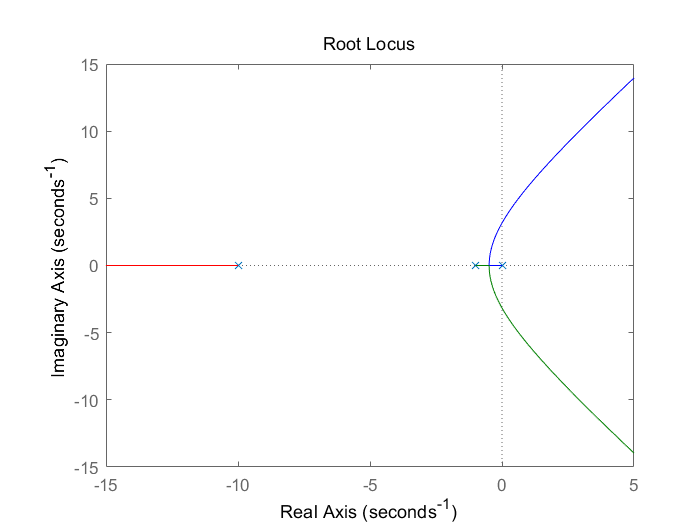 Root Locus
Imaginary Axis (seconds-1)
15
10
5
0
-5
-10
-15
-15 -10 -5 0 5
Real Axis (seconds-1)